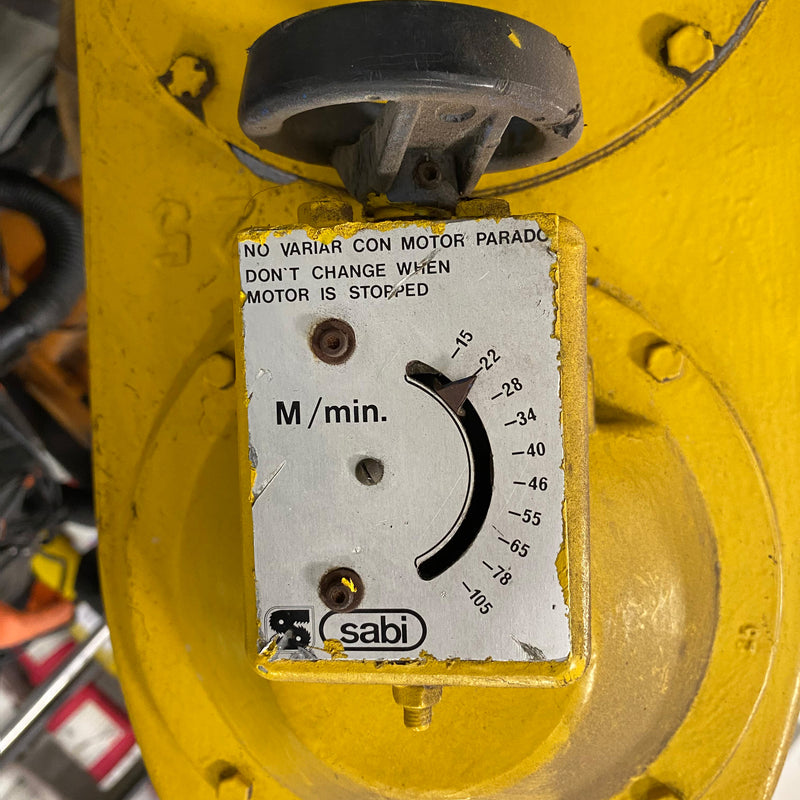 NO VARIAR CON MOTOR PARADO
DON'T CHANGE WHEN
MOTOR IS STOPPED
M/min.
-15
-22
-28
-34
-40
-46
-55
-65
-78
-105
sabi